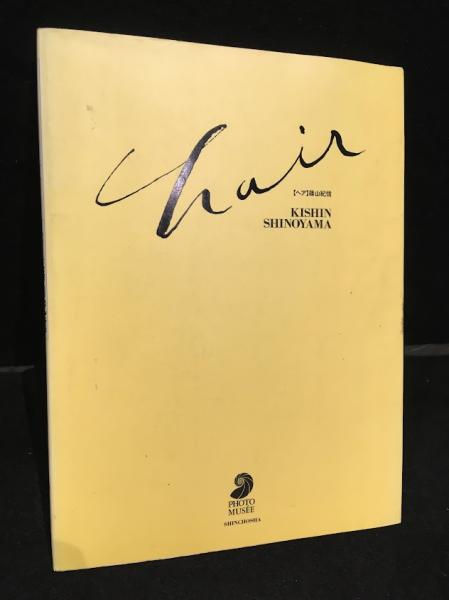 hair
【ヘア】篠山紀信
KISHIN
SHINOYAMA
PHOTO
MUSÉE
SHINCHOSHA